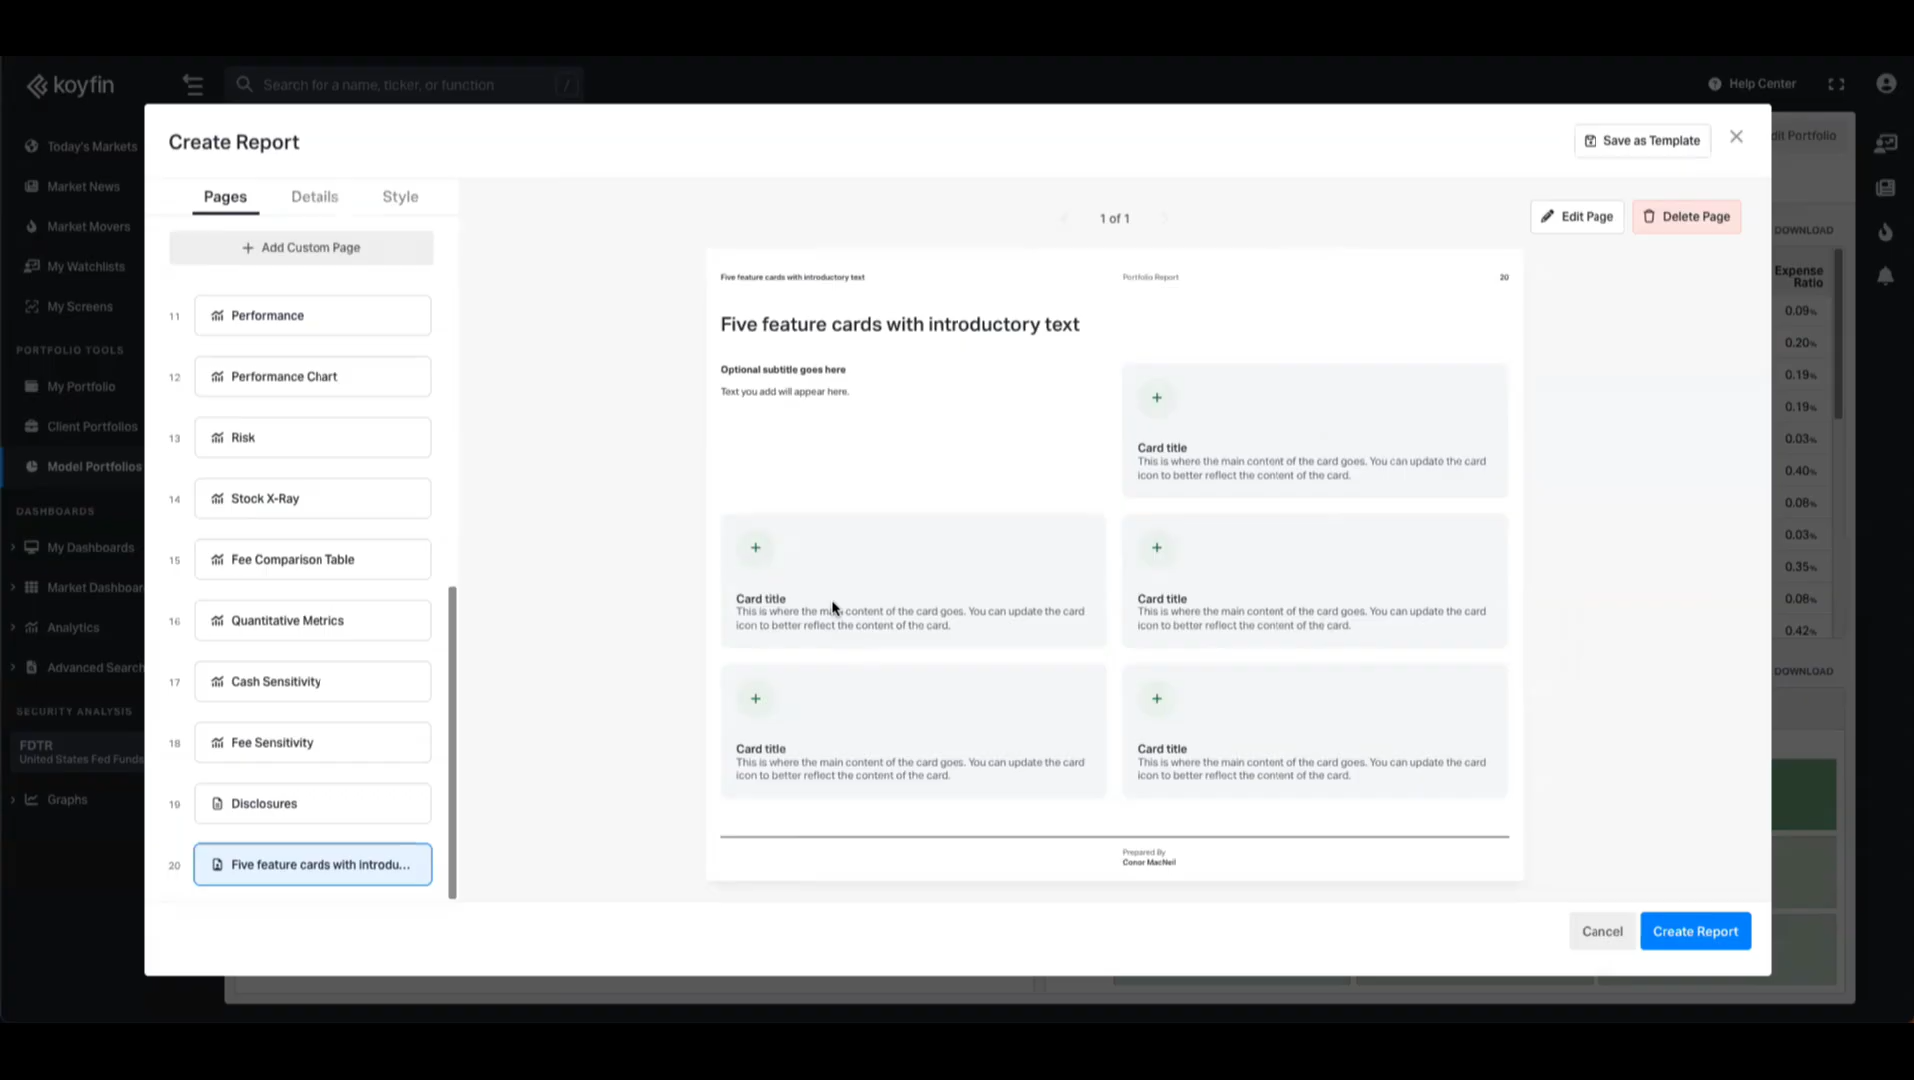 koyfin
Search for a name, ticker, or function
/
Help Center
Today's Markets
Market News
Market Movers
My Watchlists
My Screens
PORTFOLIO TOOLS
My Portfolio
Client Portfolios
Model Portfolios
DASHBOARDS
My Dashboards
Market Dashboar
Analytics
Advanced Search
SECURITY ANALYSIS
FDTR
United States Fed Funds
Graphs
Create Report
Save as Template
Pages
Details
Style
+ Add Custom Page
11 Performance
12 Performance Chart
13 Risk
14 Stock X-Ray
15 Fee Comparison Table
16 Quantitative Metrics
17 Cash Sensitivity
18 Fee Sensitivity
19 Disclosures
20 Five feature cards with introdu...
1 of 1
Edit Page
Delete Page
Five feature cards with introductory text
Portfolio Report
20
Five feature cards with introductory text
Optional subtitle goes here
Text you add will appear here.
+
Card title
This is where the main content of the card goes. You can update the card
icon to better reflect the content of the card.
+
Card title
This is where the main content of the card goes. You can update the card
icon to better reflect the content of the card.
+
Card title
This is where the main content of the card goes. You can update the card
icon to better reflect the content of the card.
+
Card title
This is where the main content of the card goes. You can update the card
icon to better reflect the content of the card.
+
Card title
This is where the main content of the card goes. You can update the card
icon to better reflect the content of the card.
Prepared By
Conor MacNeil
Cancel
Create Report
dit Portfolio
DOWNLOAD
Expense
Ratio
0.09%
0.20%
0.19%
0.19%
0.03%
0.40%
0.08%
0.03%
0.35%
0.08%
0.42%
DOWNLOAD